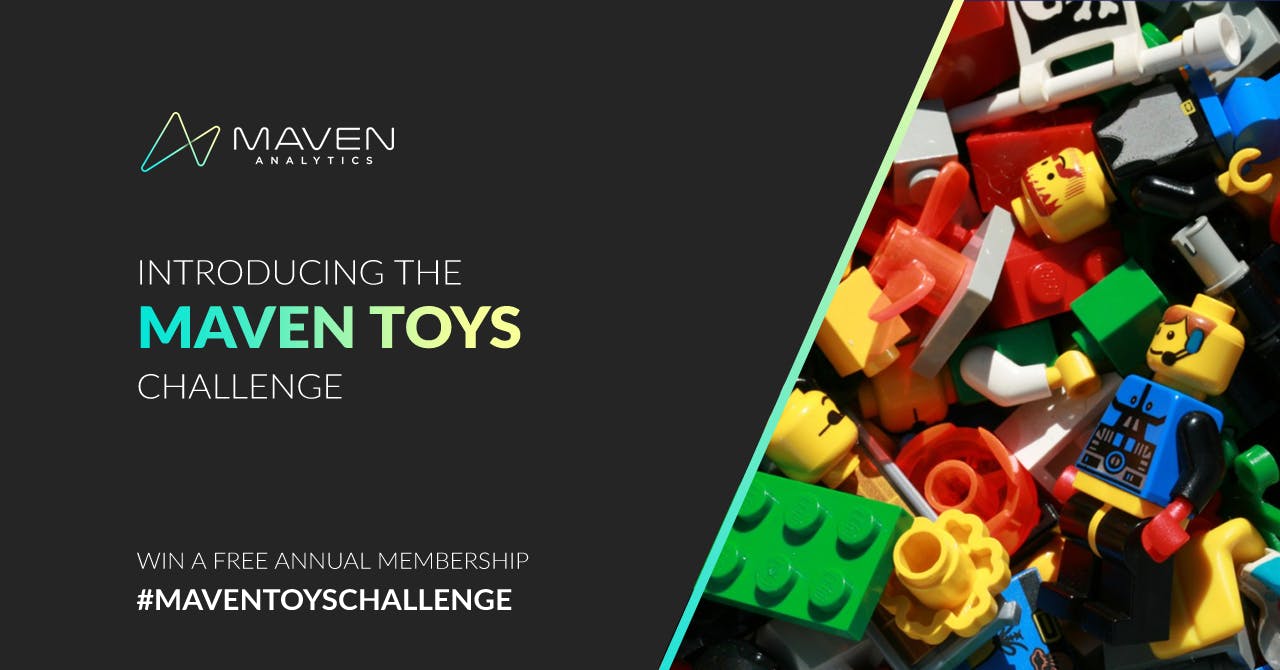 MAVEN
ANALYTICS
INTRODUCING THE
MAVEN TOYS
CHALLENGE
WIN A FREE ANNUAL MEMBERSHIP
#MAVENTOYSCHALLENGE